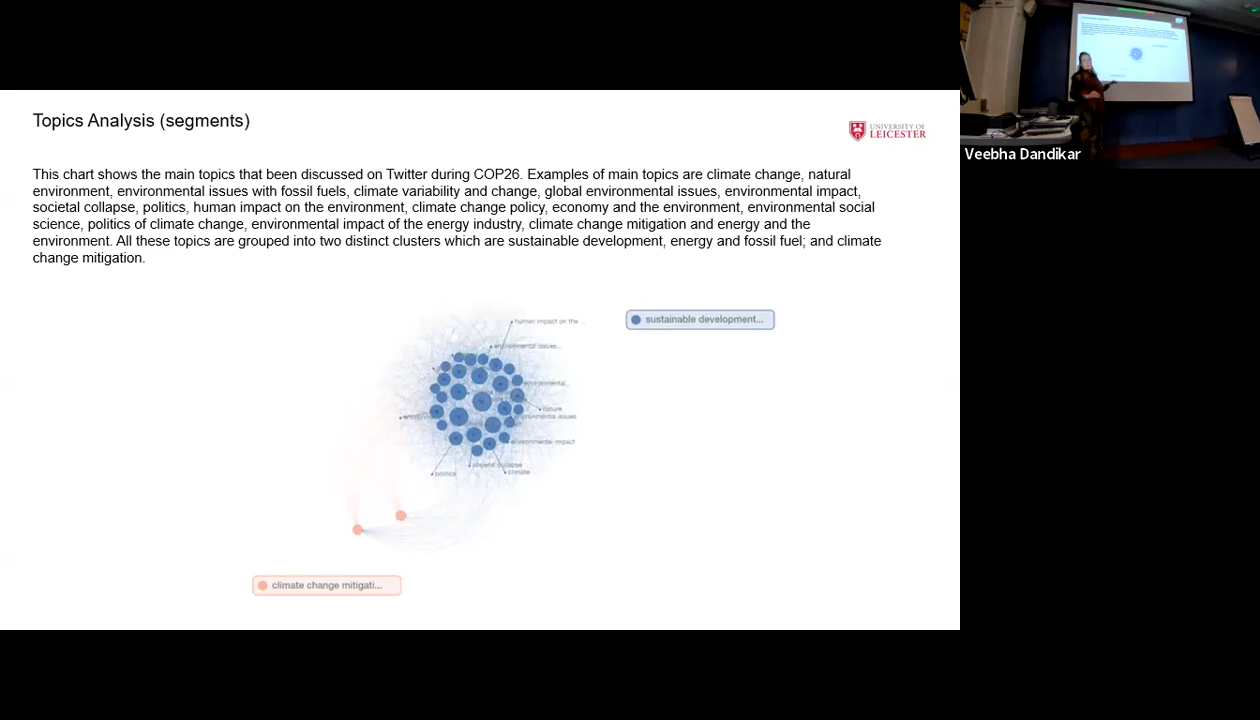 Topics Analysis (segments)
UNIVERSITY OF
LEICESTER
This chart shows the main topics that been discussed on Twitter during COP26. Examples of main topics are climate change, natural
environment, environmental issues with fossil fuels, climate variability and change, global environmental issues, environmental impact,
societal collapse, politics, human impact on the environment, climate change policy, economy and the environment, environmental social
science, politics of climate change, environmental impact of the energy industry, climate change mitigation and energy and the
environment. All these topics are grouped into two distinct clusters which are sustainable development, energy and fossil fuel; and climate
change mitigation.
human impact on the ...
sustainable development...
environmental issues...
environmental...
nature
environmental issues
environmental impact
societal collapse
climate
politics
climate change mitigati...
Veebha Dandikar